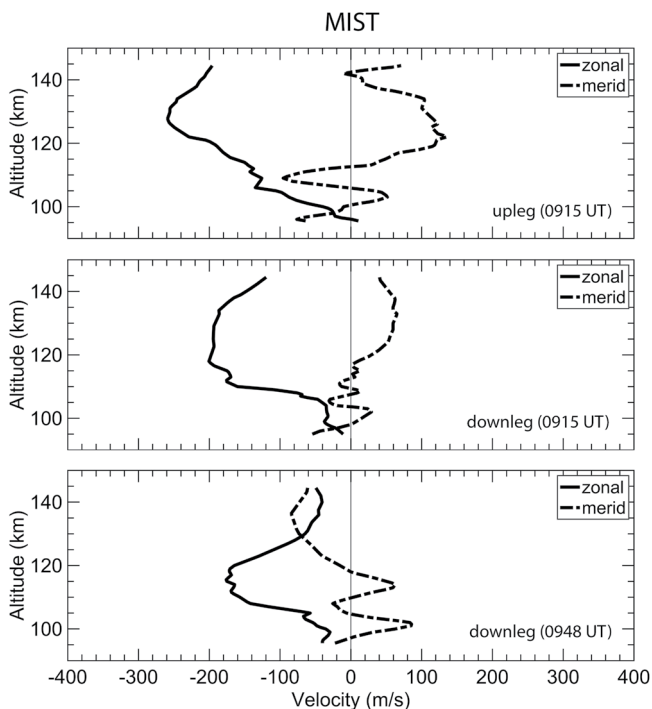 MIST
140
120
100
Altitude (km)
zonal
merid
upleg (0915 UT)
140
120
100
Altitude (km)
zonal
merid
downleg (0915 UT)
140
120
100
Altitude (km)
zonal
merid
downleg (0948 UT)
-400 -300 -200 -100 0 100 200 300 400
Velocity (m/s)